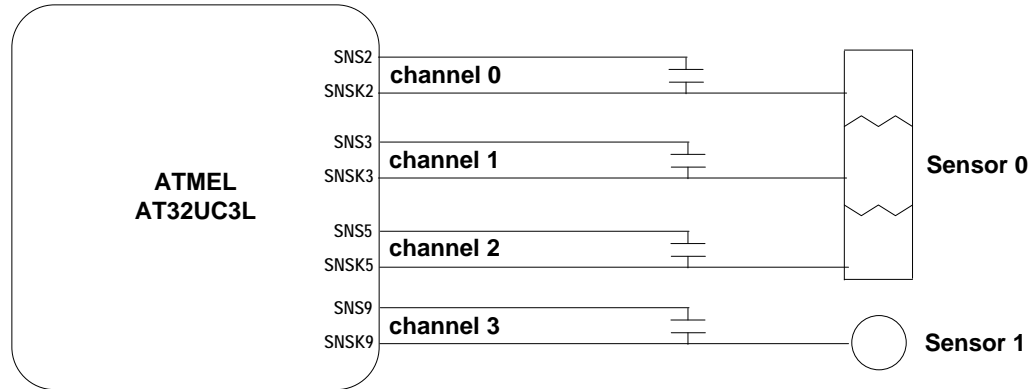 SNS2
channel 0
SNSK2
SNS3
channel 1
SNSK3
ATMEL
AT32UC3L
Sensor 0
SNS5
channel 2
SNSK5
SNS9
channel 3
SNSK9
Sensor 1